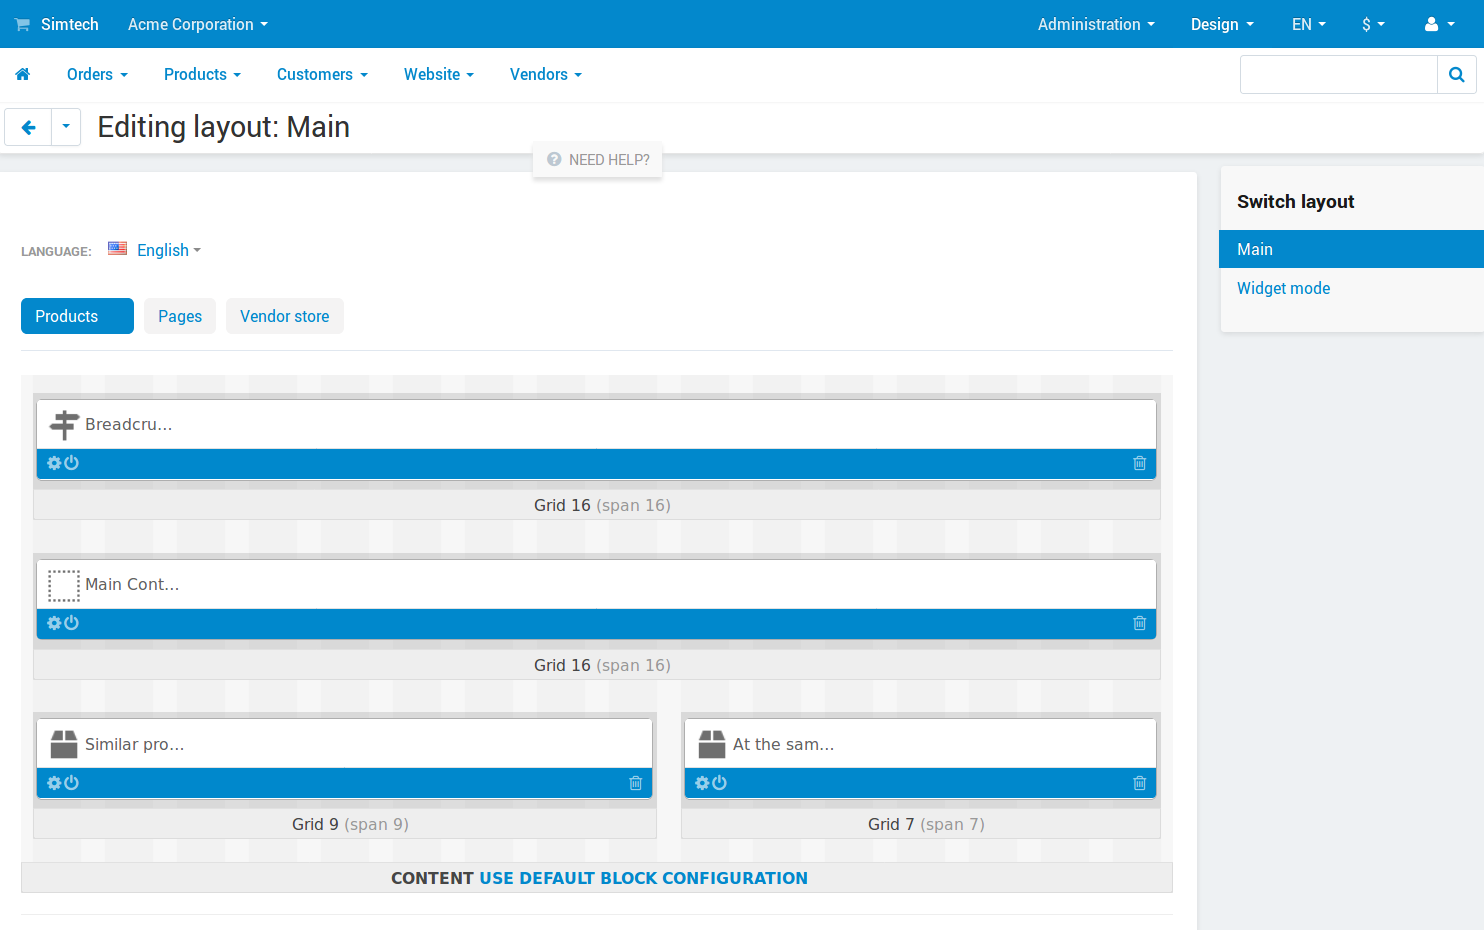 Simtech Acme Corporation Administration Design EN $
Orders Products Customers Website Vendors
Editing layout: Main
NEED HELP?
Switch layout
Main
Widget mode
LANGUAGE: English
Products Pages Vendor store
Breadcru...
Grid 16 (span 16)
Main Cont...
Grid 16 (span 16)
Similar pro... At the sam...
Grid 9 (span 9) Grid 7 (span 7)
CONTENT USE DEFAULT BLOCK CONFIGURATION